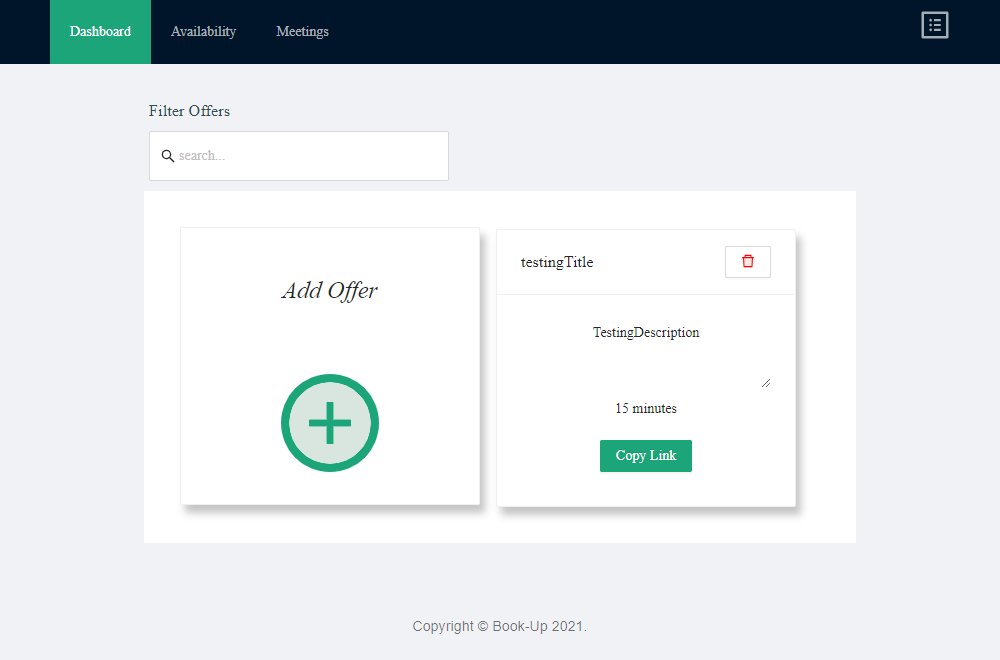 Dashboard
Availability
Meetings
Filter Offers
search...
Add Offer
testingTitle
TestingDescription
15 minutes
Copy Link
Copyright © Book-Up 2021.